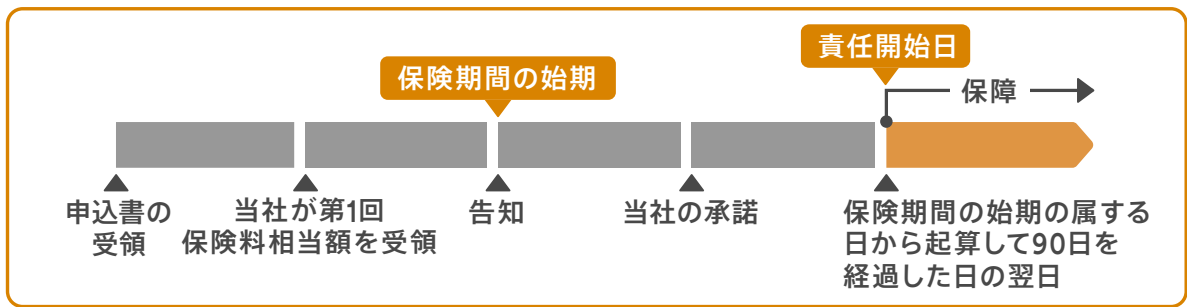 責任開始日
保険期間の始期
保障
申込書の
受領
当社が第1回
保険料相当額を受領
告知
当社の承諾
保険期間の始期の属する
日から起算して90日を
経過した日の翌日